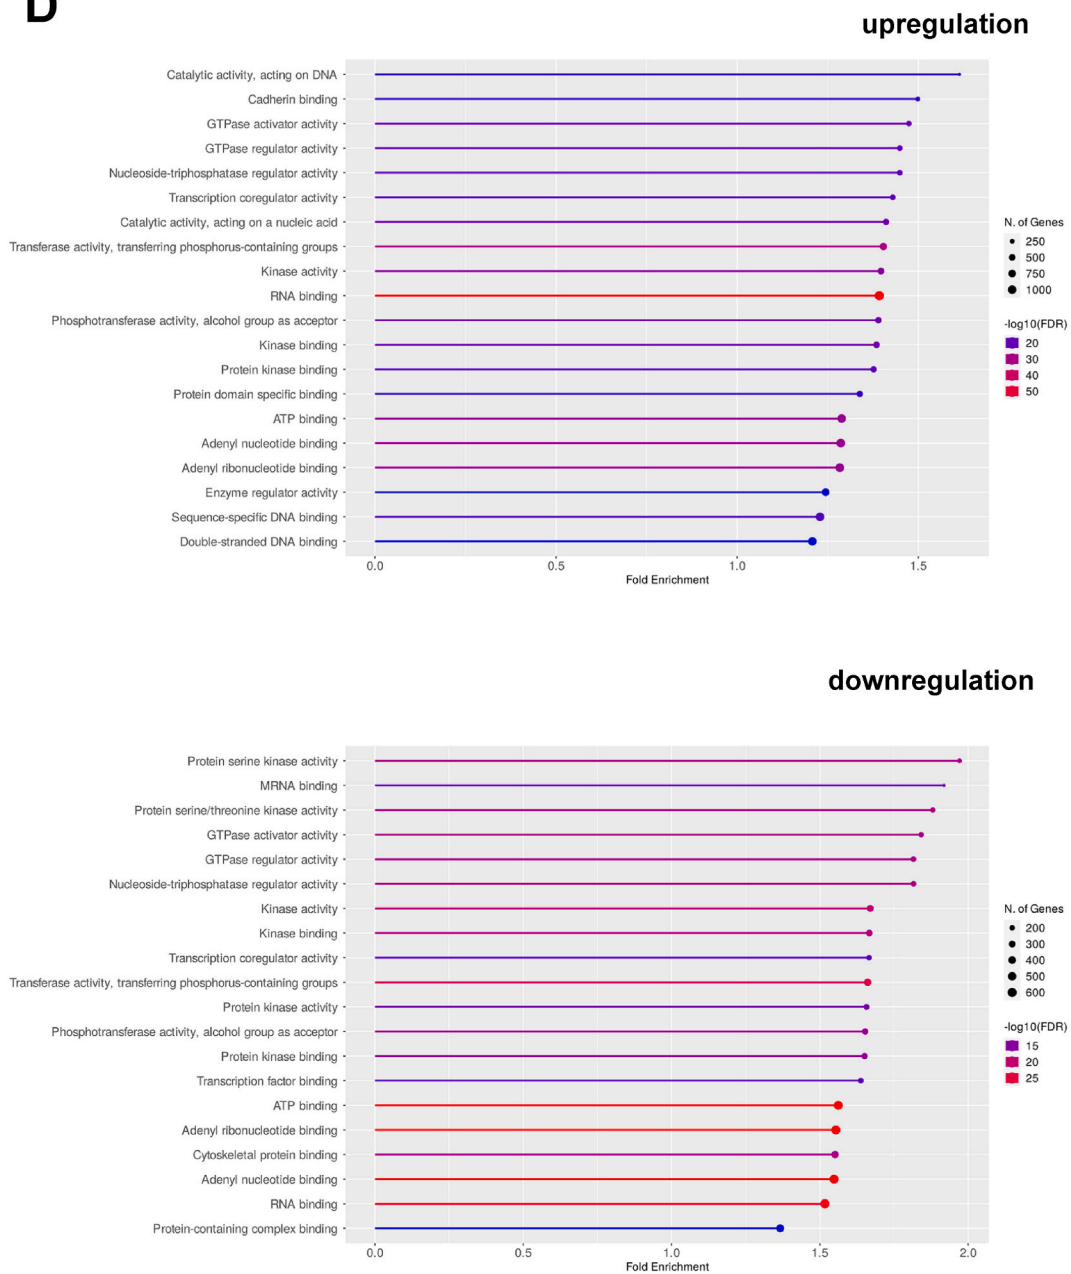 D
upregulation
Catalytic activity, acting on DNA
Cadherin binding
GTPase activator activity
GTPase regulator activity
Nucleoside-triphosphatase regulator activity
Transcription coregulator activity
Catalytic activity, acting on a nucleic acid
Transferase activity, transferring phosphorus-containing groups
Kinase activity
RNA binding
Phosphotransferase activity, alcohol group as acceptor
Kinase binding
Protein kinase binding
Protein domain specific binding
ATP binding
Adenyl nucleotide binding
Adenyl ribonucleotide binding
Enzyme regulator activity
Sequence-specific DNA binding
Double-stranded DNA binding
0.0 0.5 1.0 1.5
Fold Enrichment
N. of Genes
250
500
750
1000
-log10(FDR)
20
30
40
50
downregulation
Protein serine kinase activity
MRNA binding
Protein serine/threonine kinase activity
GTPase activator activity
GTPase regulator activity
Nucleoside-triphosphatase regulator activity
Kinase activity
Kinase binding
Transcription coregulator activity
Transferase activity, transferring phosphorus-containing groups
Protein kinase activity
Phosphotransferase activity, alcohol group as acceptor
Protein kinase binding
Transcription factor binding
ATP binding
Adenyl ribonucleotide binding
Cytoskeletal protein binding
Adenyl nucleotide binding
RNA binding
Protein-containing complex binding
0.0 0.5 1.0 1.5 2.0
Fold Enrichment
N. of Genes
200
300
400
500
600
-log10(FDR)
15
20
25